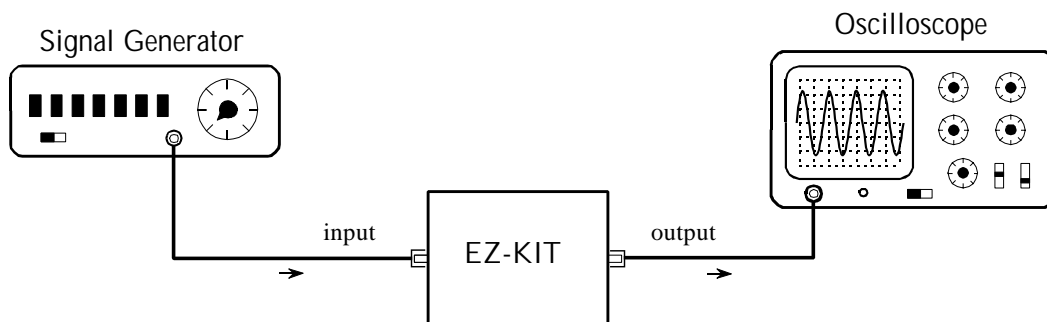 Signal Generator
Oscilloscope
input
EZ-KIT
output